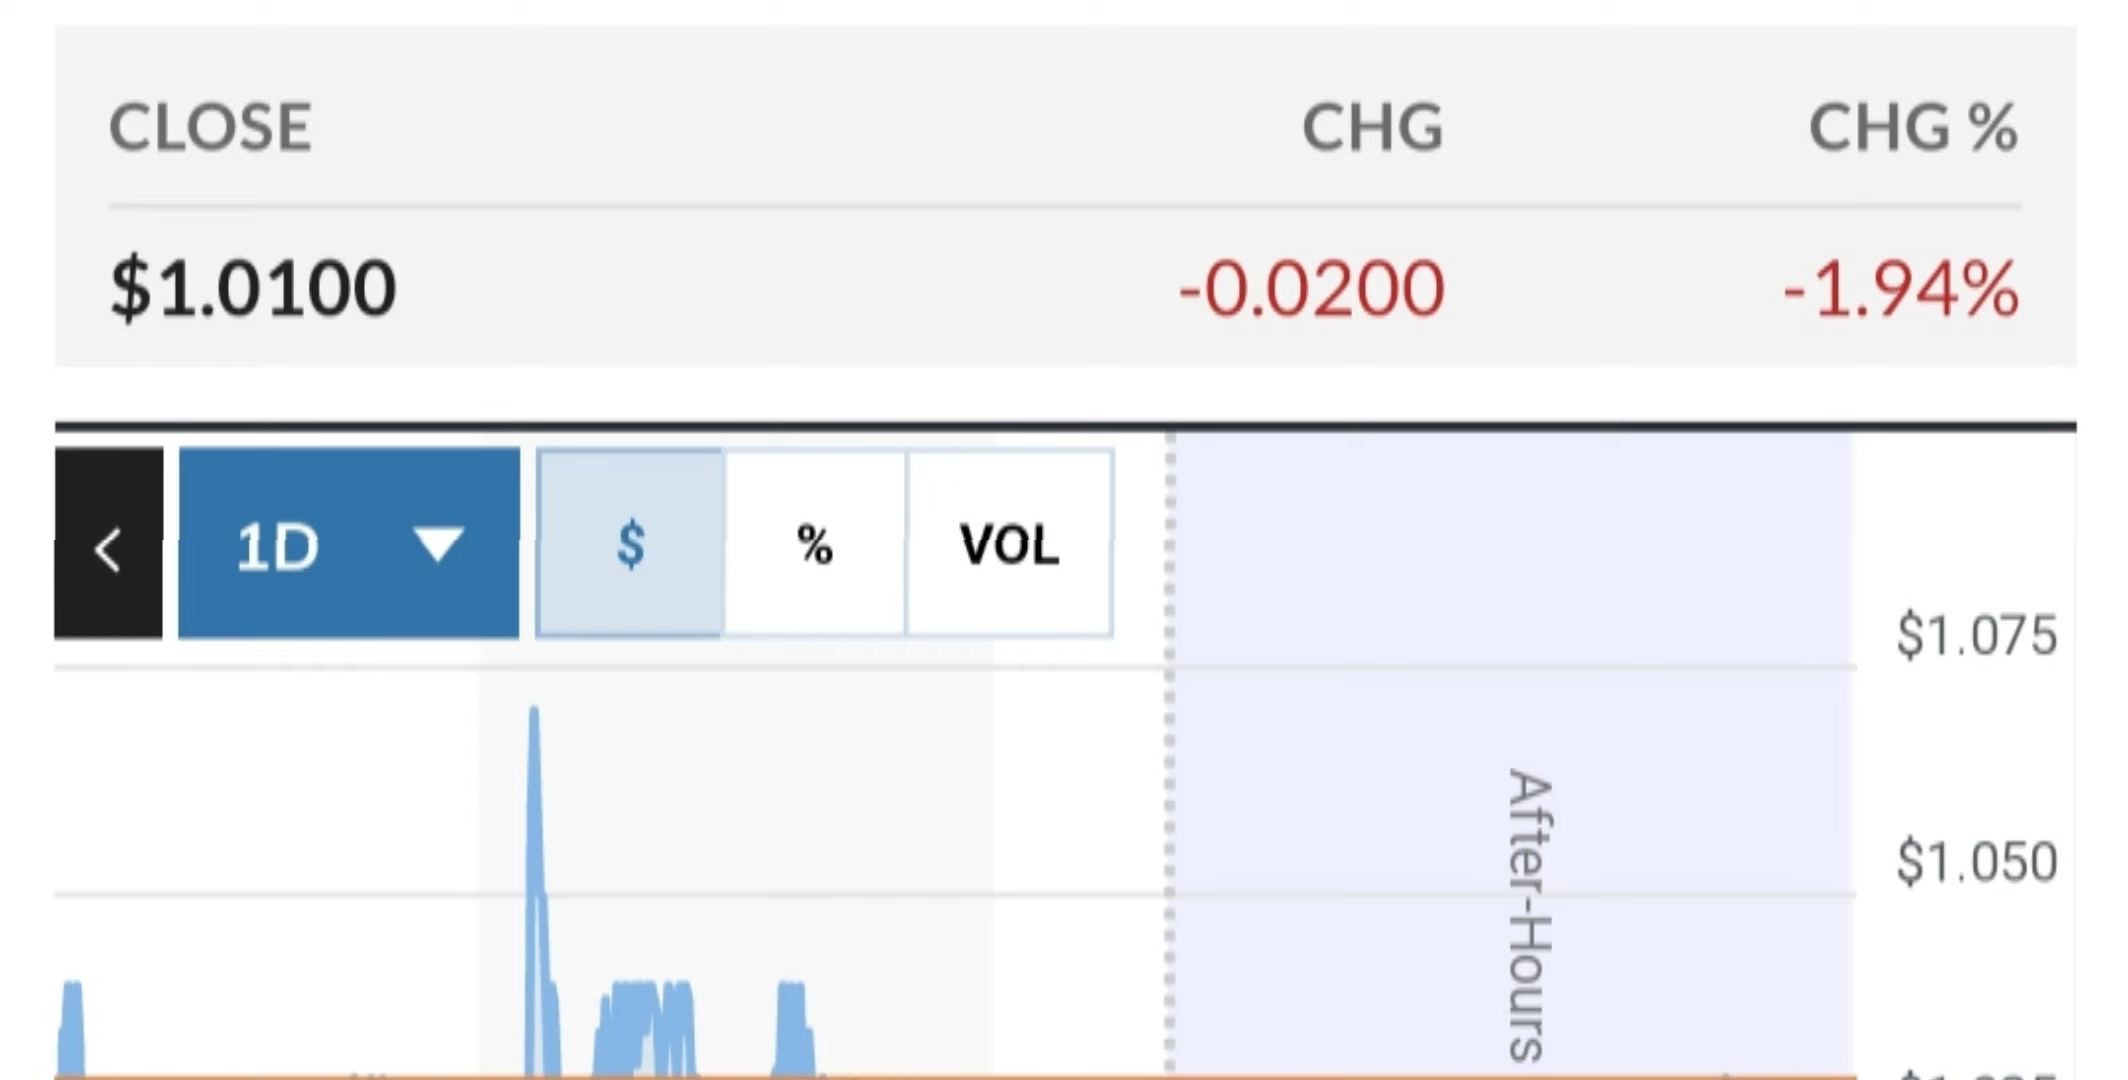 CLOSE CHG CHG %
$1.0100 -0.0200 -1.94%
1D $ % VOL
$1.075
$1.050
After-Hours